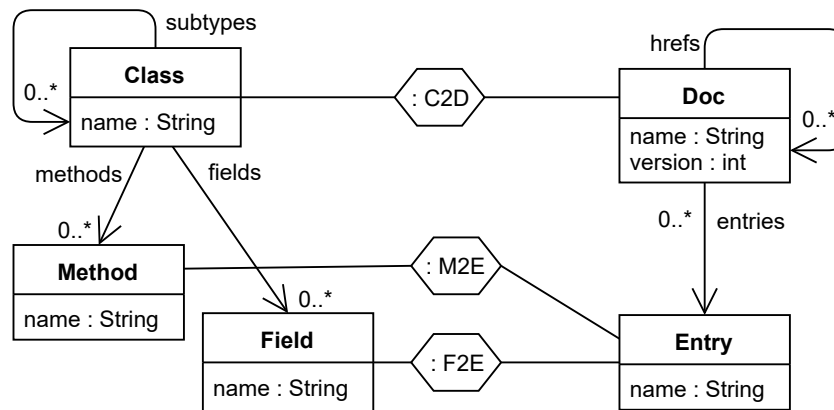 subtypes
hrefs
Class
Doc
0..*
: C2D
0..*
name : String
name : String
version : int
methods
fields
0..*
entries
0..*
Method
: M2E
name : String
0..*
Field
: F2E
Entry
name : String
name : String